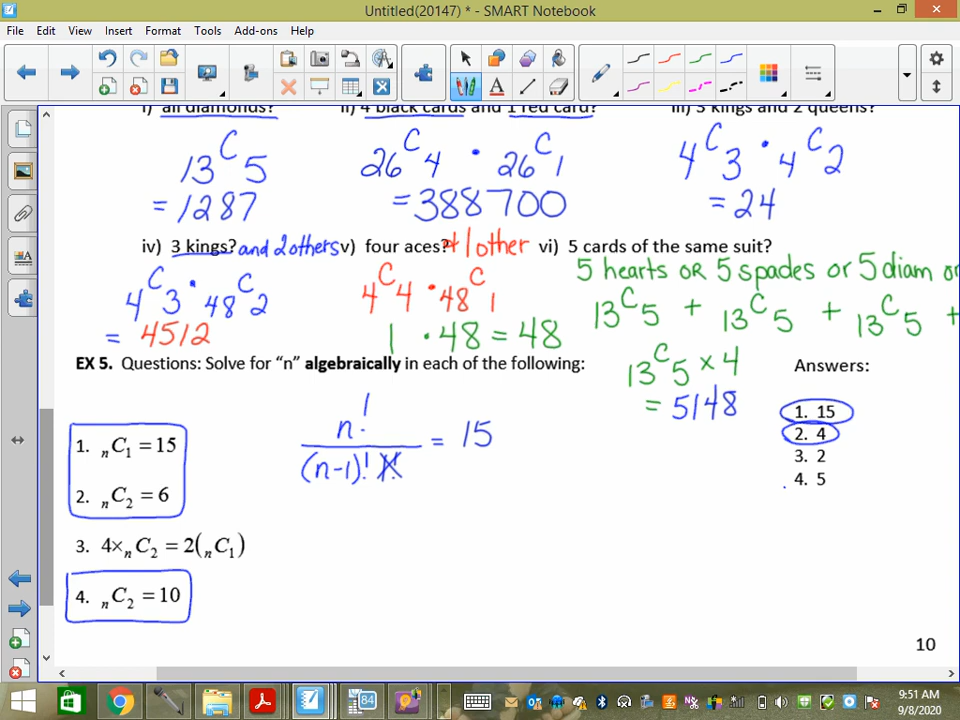 Untitled(20147) * - SMART Notebook
File Edit View Insert Format Tools Add-ons Help
i) all diamonds? ii) 4 black cards and 1 red card? iii) 3 kings and 2 queens?
13C5 26C4 · 26C1 4C3 · 4C2
= 1287 = 388700 = 24
iv) 3 kings? and 2 others v) four aces? + 1 other vi) 5 cards of the same suit?
5 hearts or 5 spades or 5 diam or
4C3 · 48C2 4C4 · 48C1 13C5 + 13C5 + 13C5 +
= 4512 1 · 48 = 48
EX 5. Questions: Solve for “n” algebraically in each of the following:
13C5 × 4
= 5148
Answers:
1. nC1 = 15
n!
(n-1)! 1!
= 15
1. 15
2. 4
3. 2
4. 5
2. nC2 = 6
3. 4×nC2 = 2(nC1)
4. nC2 = 10
10
84
9:51 AM
9/8/2020